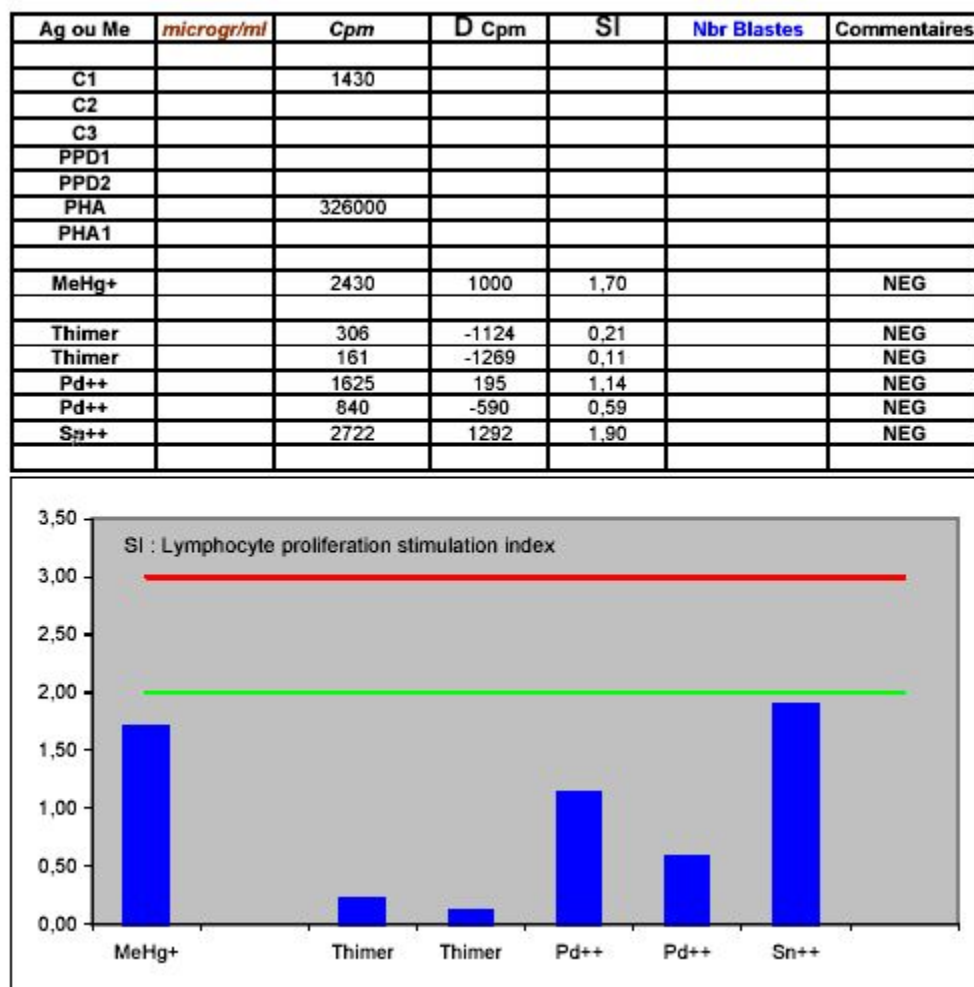 Ag ou Me microgr/ml Cpm D Cpm SI Nbr Blastes Commentaires
C1 1430
C2
C3
PPD1
PPD2
PHA 326000
PHA1
MeHg+ 2430 1000 1,70 NEG
Thimer 306 -1124 0,21 NEG
Thimer 161 -1269 0,11 NEG
Pd++ 1625 195 1,14 NEG
Pd++ 840 -590 0,59 NEG
Sn++ 2722 1292 1,90 NEG
3,50
SI : Lymphocyte proliferation stimulation index
3,00
2,50
2,00
1,50
1,00
0,50
0,00
MeHg+ Thimer Thimer Pd++ Pd++ Sn++